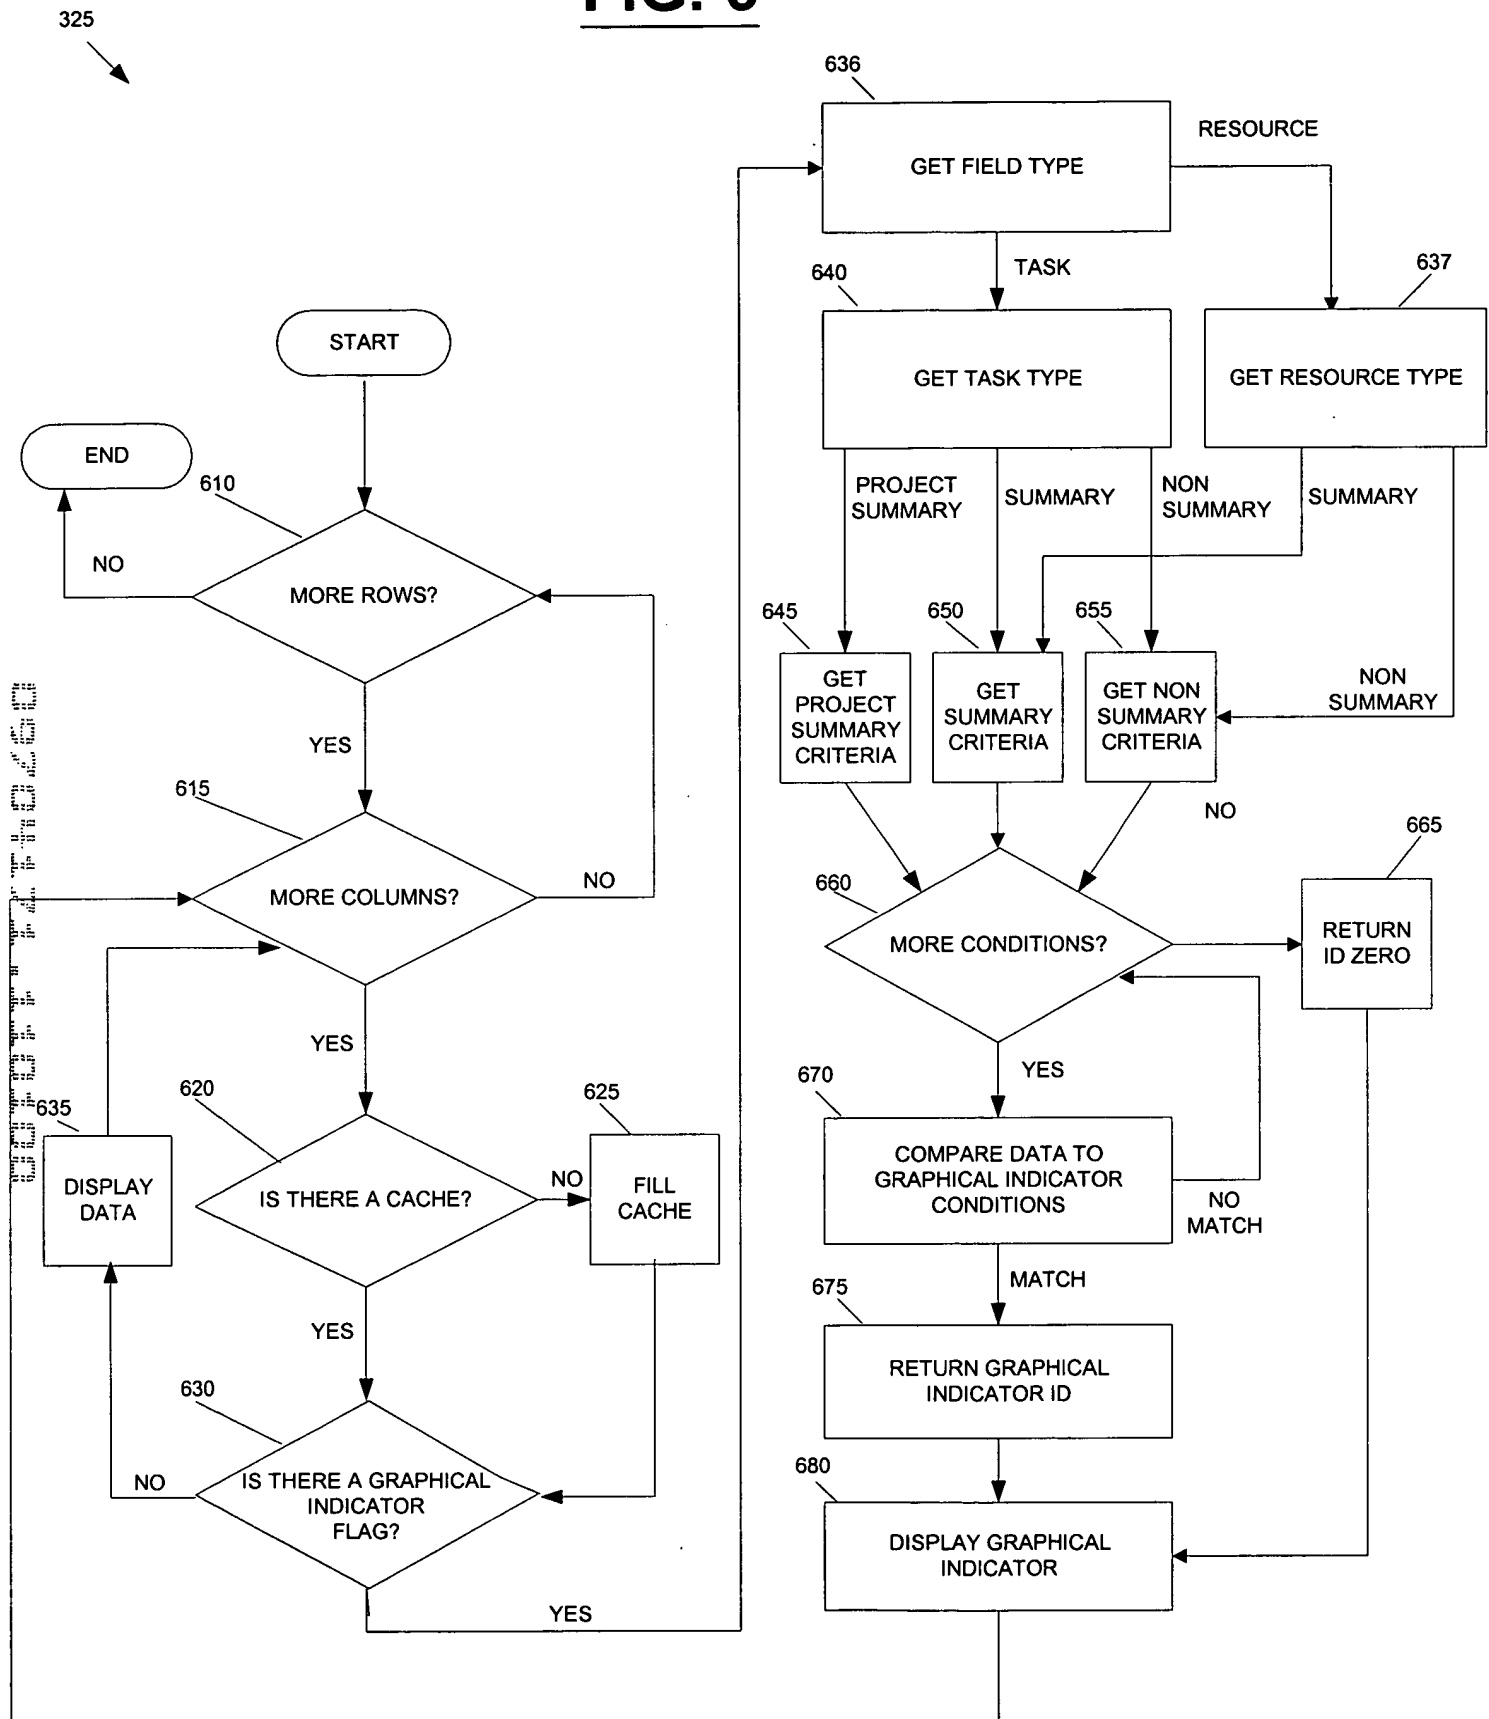 325
636
RESOURCE
GET FIELD TYPE
TASK
640
637
START
GET TASK TYPE
GET RESOURCE TYPE
END
610
PROJECT
SUMMARY
SUMMARY
NON
SUMMARY
SUMMARY
NO
MORE ROWS?
645
650
655
GET
PROJECT
SUMMARY
CRITERIA
GET
SUMMARY
CRITERIA
GET NON
SUMMARY
CRITERIA
NON
SUMMARY
YES
615
NO
665
MORE COLUMNS?
NO
660
MORE CONDITIONS?
RETURN
ID ZERO
YES
YES
620
625
670
635
DISPLAY
DATA
IS THERE A CACHE?
NO
FILL
CACHE
COMPARE DATA TO
GRAPHICAL INDICATOR
CONDITIONS
NO
MATCH
MATCH
YES
675
630
RETURN GRAPHICAL
INDICATOR ID
NO
IS THERE A GRAPHICAL
INDICATOR
FLAG?
680
DISPLAY GRAPHICAL
INDICATOR
YES